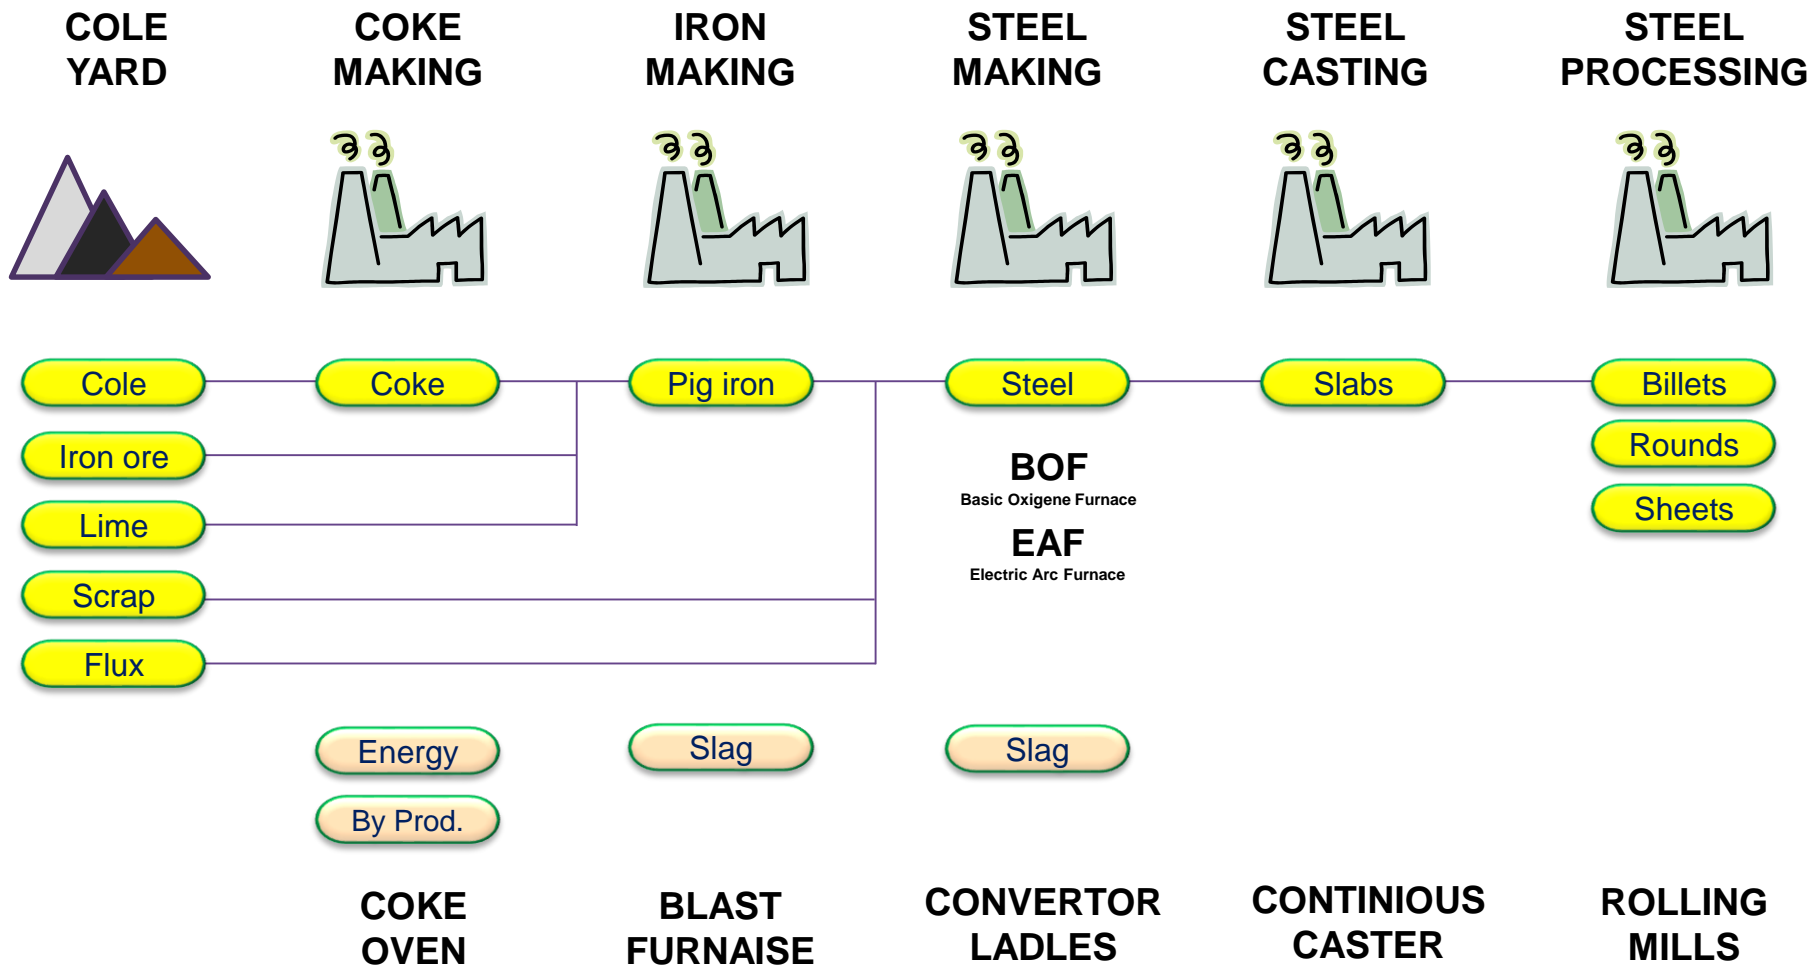 COLE
YARD
COKE
MAKING
IRON
MAKING
STEEL
MAKING
STEEL
CASTING
STEEL
PROCESSING
Cole
Coke
Pig iron
Steel
Slabs
Billets
Iron ore
Rounds
Lime
Sheets
Scrap
Flux
BOF
Basic Oxigene Furnace
EAF
Electric Arc Furnace
Energy
Slag
Slag
By Prod.
COKE
OVEN
BLAST
FURNAISE
CONVERTOR
LADLES
CONTINIOUS
CASTER
ROLLING
MILLS